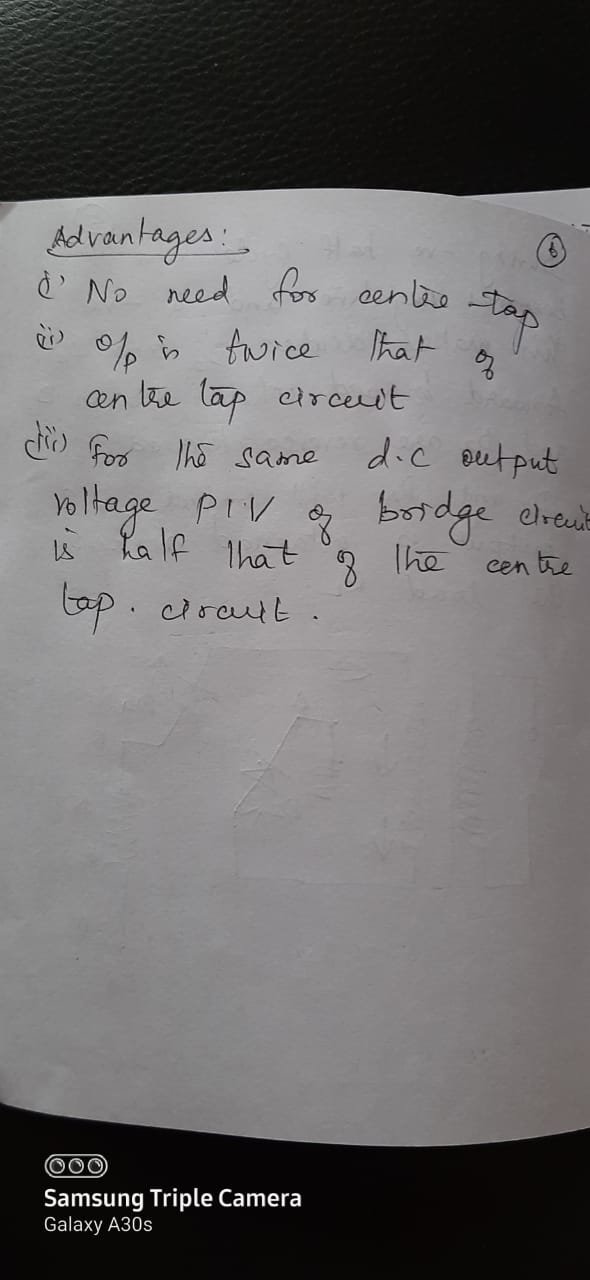 Advantages:
6
i) No need for centre tap
ii) o/p is twice that of
centre tap circuit
iii) for the same d.c output
voltage PIV of bridge circuit
is half that of the centre
tap. circuit.
Samsung Triple Camera
Galaxy A30s